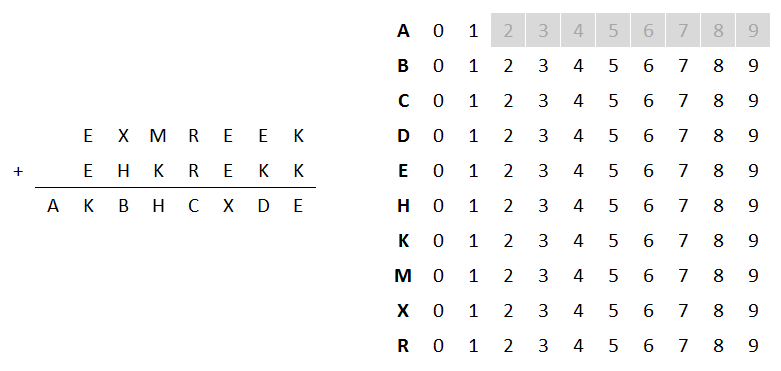 A 0 1 2 3 4 5 6 7 8 9
B 0 1 2 3 4 5 6 7 8 9
C 0 1 2 3 4 5 6 7 8 9
E X M R E E K D 0 1 2 3 4 5 6 7 8 9
+ E H K R E K K E 0 1 2 3 4 5 6 7 8 9
A K B H C X D E H 0 1 2 3 4 5 6 7 8 9
K 0 1 2 3 4 5 6 7 8 9
M 0 1 2 3 4 5 6 7 8 9
X 0 1 2 3 4 5 6 7 8 9
R 0 1 2 3 4 5 6 7 8 9